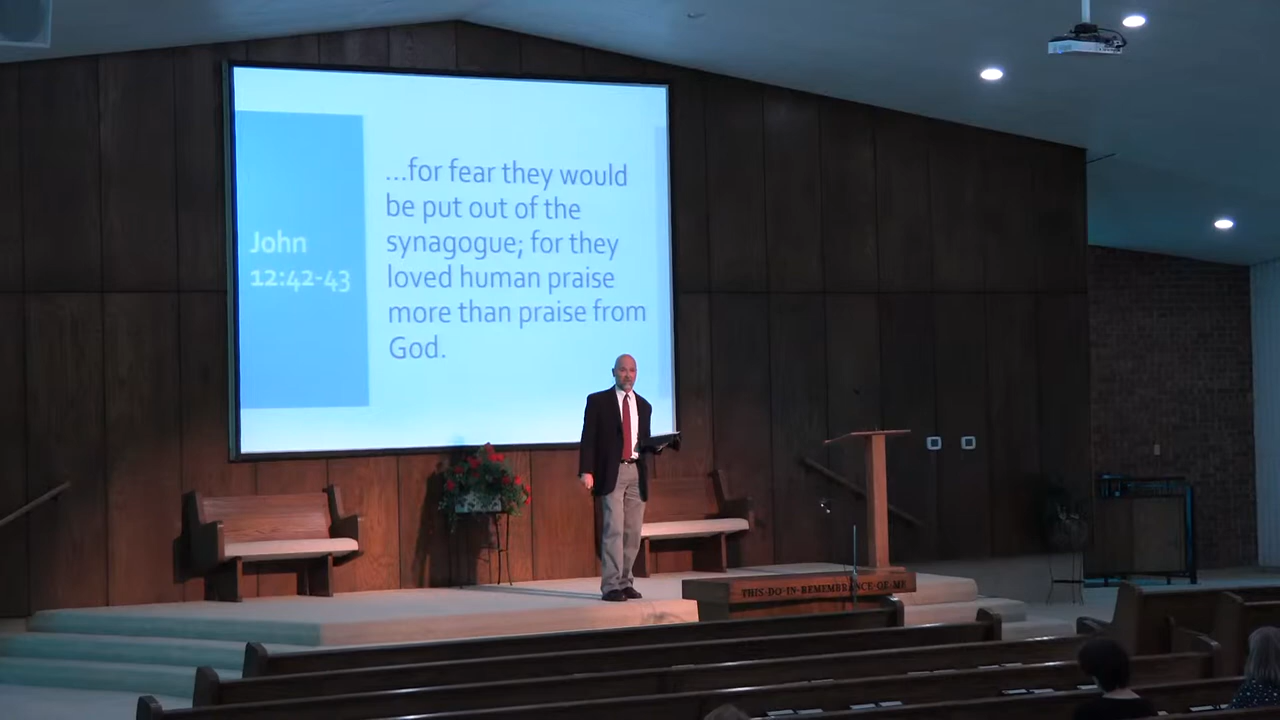 John
12:42-43
...for fear they would
be put out of the
synagogue; for they
loved human praise
more than praise from
God.
THIS·DO·IN·REMEMBRANCE·OF·ME